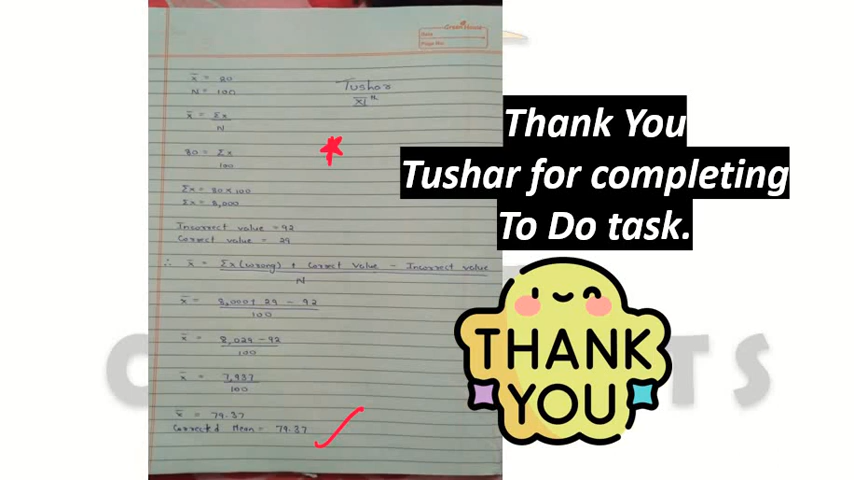 x̄ = 80
N = 100
Tushar
XIth
x̄ = Σx
N
80 = Σx
100
Σx = 80 × 100
Σx = 8,000
Incorrect value = 92
Correct value = 29
∴ x̄ = Σx (wrong) + Correct value - Incorrect value
N
x̄ = 8,000 + 29 - 92
100
x̄ = 8,029 - 92
100
x̄ = 7,937
100
x̄ = 79.37
Corrected Mean = 79.37
Thank You
Tushar for completing
To Do task.
THANK
YOU